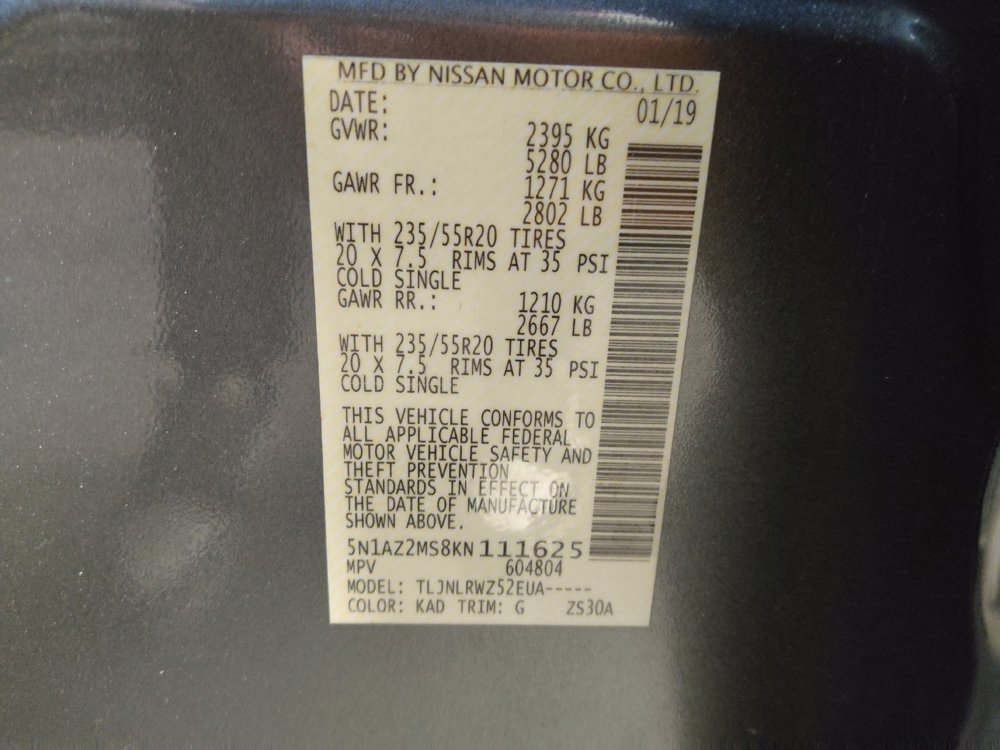 MFD BY NISSAN MOTOR CO., LTD.
DATE: 01/19
GVWR: 2395 KG
5280 LB
GAWR FR.: 1271 KG
2802 LB
WITH 235/55R20 TIRES
20 X 7.5 RIMS AT 35 PSI
COLD SINGLE
GAWR RR.: 1210 KG
2667 LB
WITH 235/55R20 TIRES
20 X 7.5 RIMS AT 35 PSI
COLD SINGLE
THIS VEHICLE CONFORMS TO
ALL APPLICABLE FEDERAL
MOTOR VEHICLE SAFETY AND
THEFT PREVENTION
STANDARDS IN EFFECT ON
THE DATE OF MANUFACTURE
SHOWN ABOVE.
5N1AZ2MS8KN111625
MPV 604804
MODEL: TLJNLRWZ52EUA-----
COLOR: KAD TRIM: G ZS30A